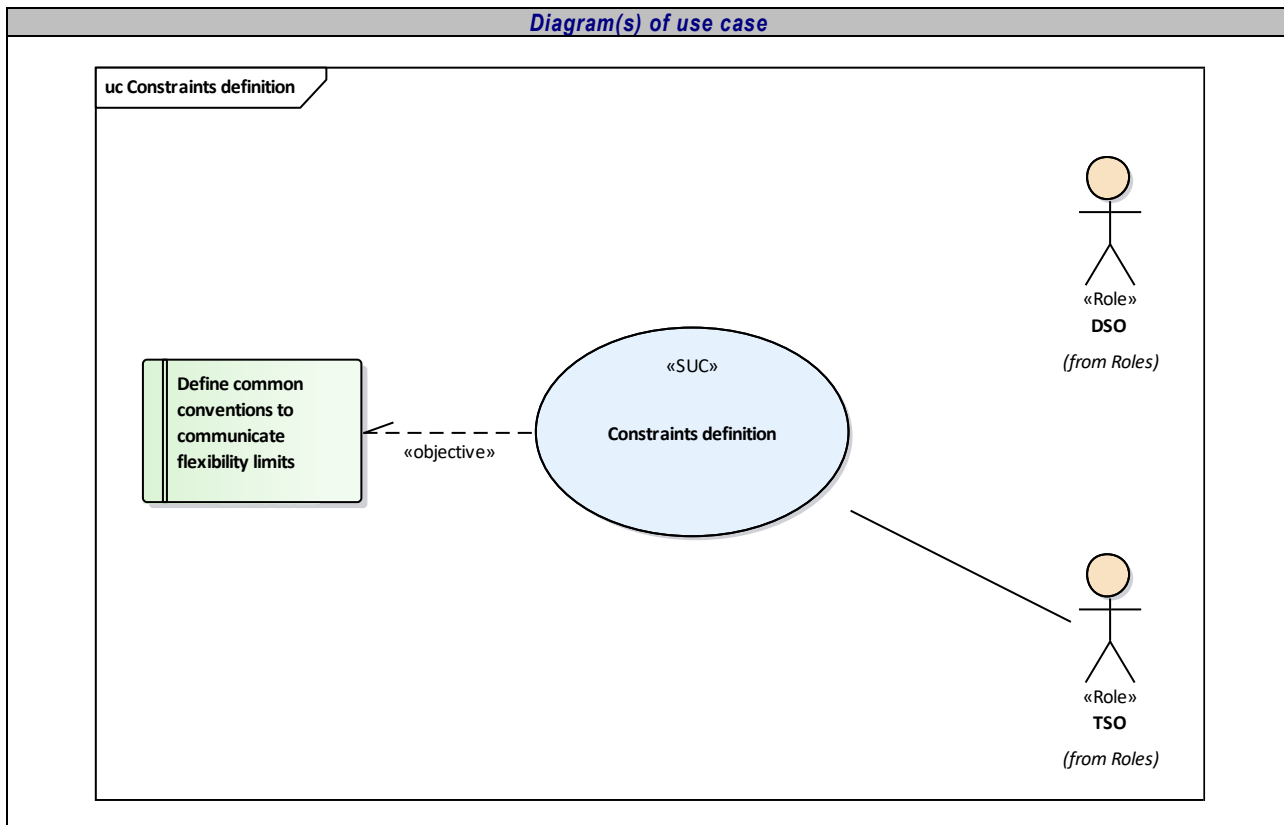 Diagram(s) of use case
uc Constraints definition
«Role»
DSO
(from Roles)
«SUC»
Constraints definition
Define common
conventions to
communicate
flexibility limits
«objective»
«Role»
TSO
(from Roles)